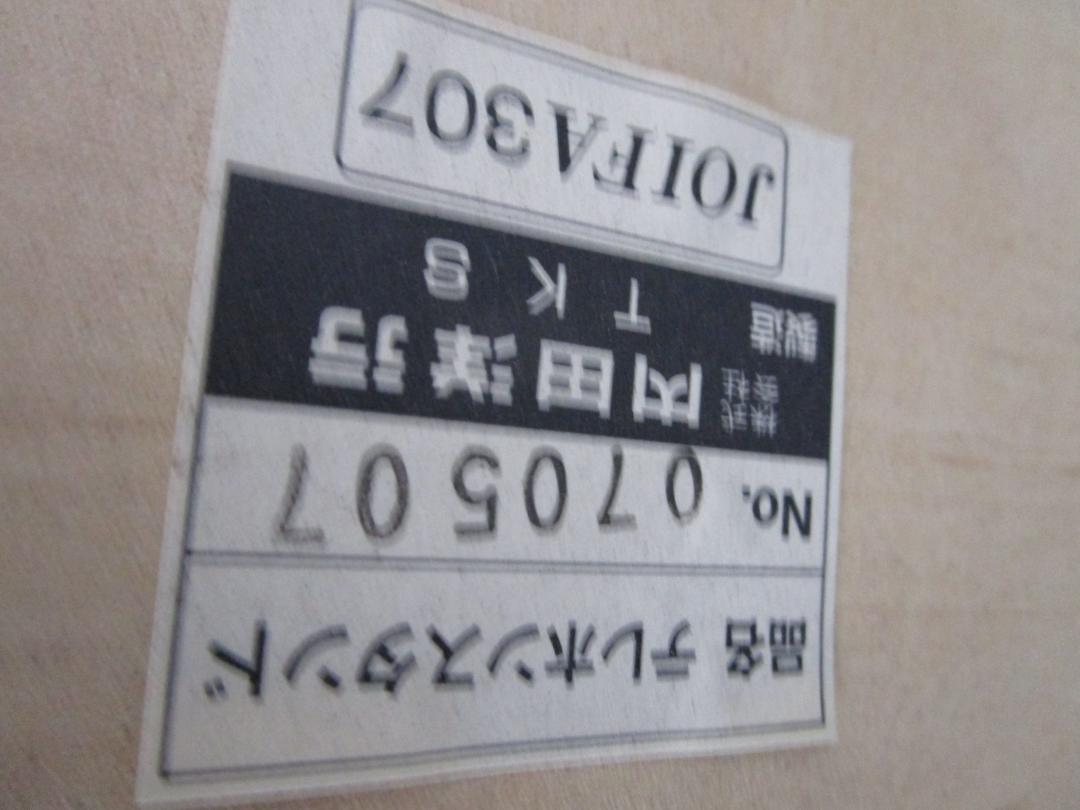 品名 テレホンスタンド
No. 070507
株式会社 内田洋行
製造 TKS
JOIFA307